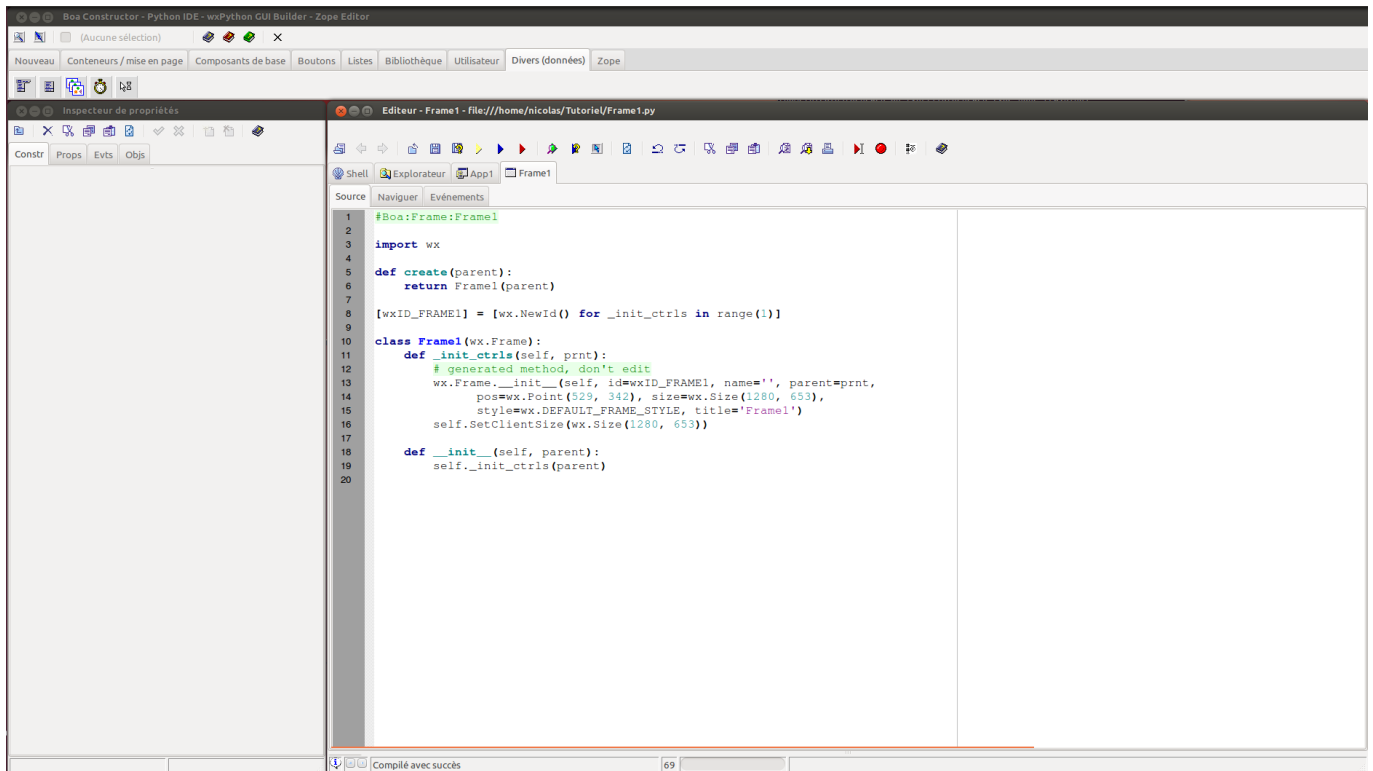 Boa Constructor - Python IDE - wxPython GUI Builder - Zope Editor
(Aucune sélection)
Nouveau Conteneurs / mise en page Composants de base Boutons Listes Bibliothèque Utilisateur Divers (données) Zope
Inspecteur de propriétés
Constr Props Evts Objs
Editeur - Frame1 - file:///home/nicolas/Tutoriel/Frame1.py
Shell Explorateur App1 Frame1
Source Naviguer Evénements
1 #Boa:Frame:Frame1
2
3 import wx
4
5 def create(parent):
6     return Frame1(parent)
7
8 [wxID_FRAME1] = [wx.NewId() for _init_ctrls in range(1)]
9
10 class Frame1(wx.Frame):
11     def _init_ctrls(self, prnt):
12         # generated method, don't edit
13         wx.Frame.__init__(self, id=wxID_FRAME1, name='', parent=prnt,
14               pos=wx.Point(529, 342), size=wx.Size(1280, 653),
15               style=wx.DEFAULT_FRAME_STYLE, title='Frame1')
16         self.SetClientSize(wx.Size(1280, 653))
17
18     def __init__(self, parent):
19         self._init_ctrls(parent)
20
Compilé avec succès 69